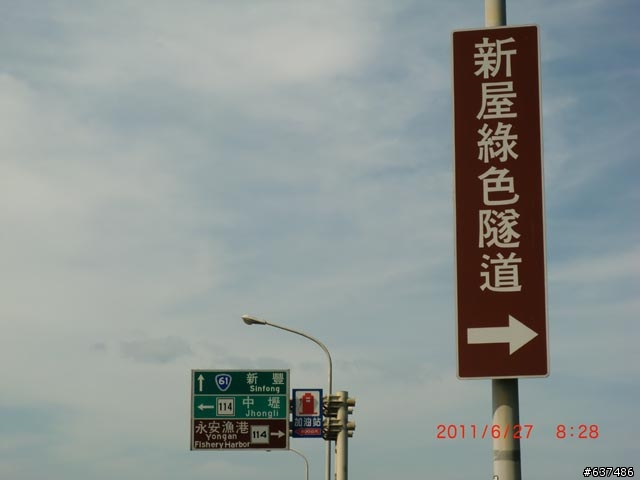 新屋綠色隧道
61 新豐
Sinfong
114 中壢
Jhongli
永安漁港 114
Yongan
Fishery Harbor
加油站
2011/6/27 8:28
#637486